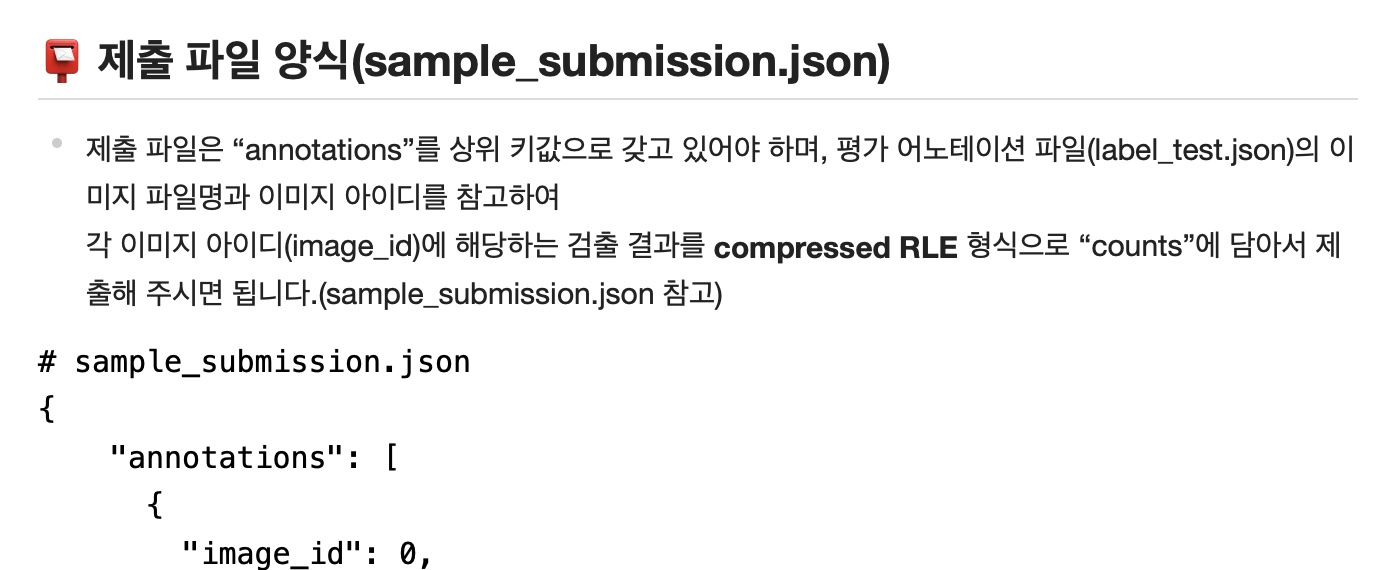 제출 파일 양식(sample_submission.json)
제출 파일은 “annotations”를 상위 키값으로 갖고 있어야 하며, 평가 어노테이션 파일(label_test.json)의 이
미지 파일명과 이미지 아이디를 참고하여
각 이미지 아이디(image_id)에 해당하는 검출 결과를 compressed RLE 형식으로 “counts”에 담아서 제
출해 주시면 됩니다.(sample_submission.json 참고)
# sample_submission.json
{
"annotations": [
{
"image_id": 0,